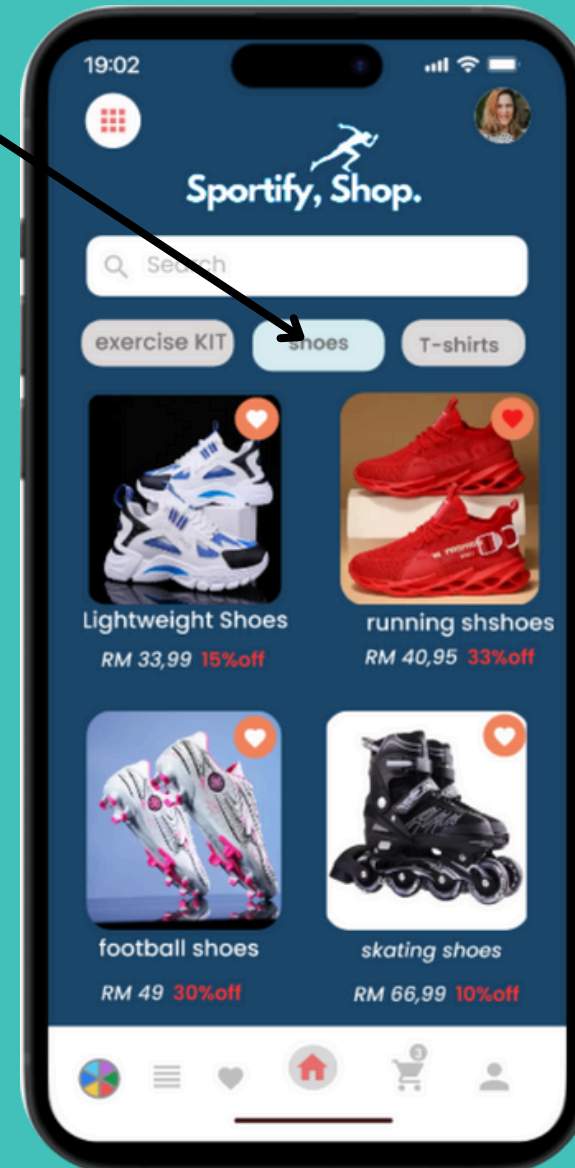 19:02
Sportify, Shop.
Search
exercise KIT
shoes
T-shirts
Lightweight Shoes
running shshoes
RM 33,99 15%off
RM 40,95 33%off
football shoes
skating shoes
RM 49 30%off
RM 66,99 10%off
3